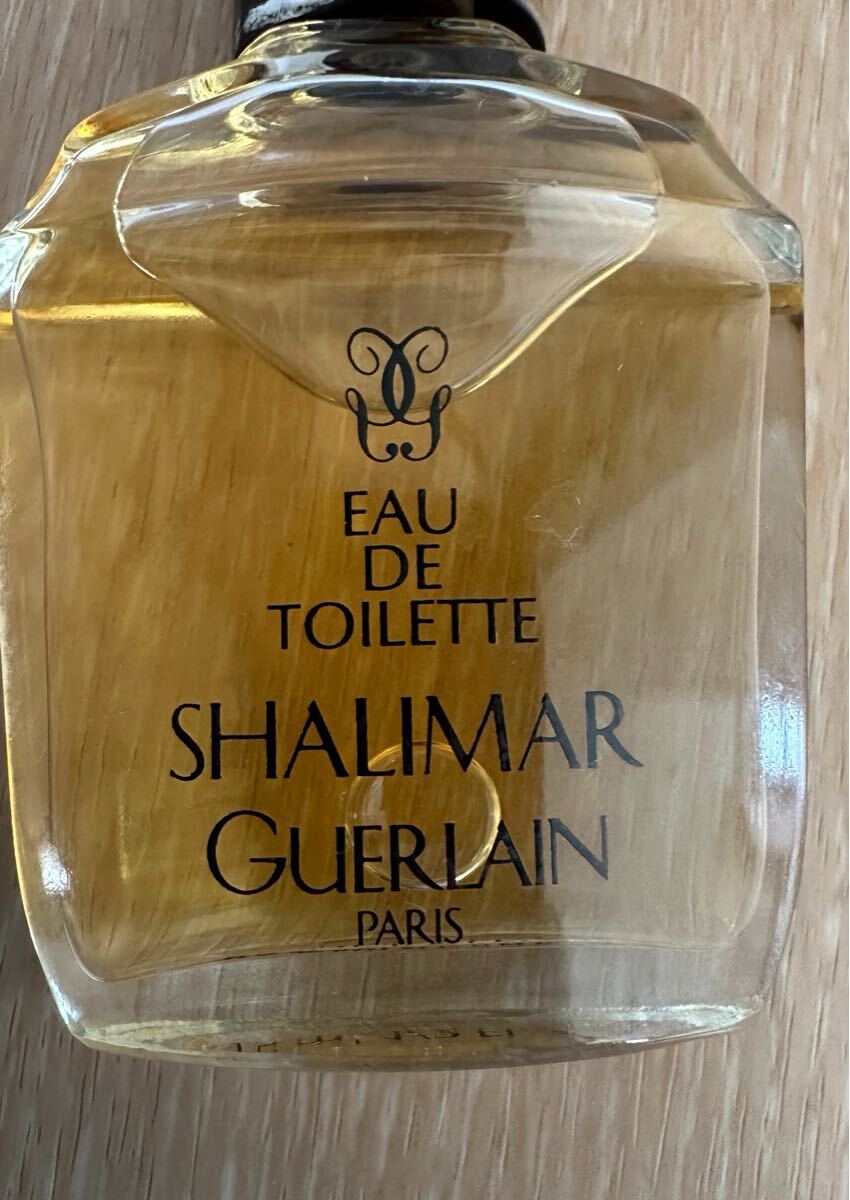 EAU
DE
TOILETTE
SHALIMAR
GUERLAIN
PARIS